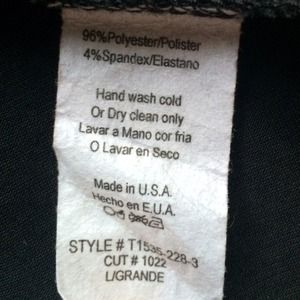 96%Polyester/Polister
4%Spandex/Elastano
Hand wash cold
Or Dry clean only
Lavar a Mano cor fria
O Lavar en Seco
Made in U.S.A.
Hecho en E.U.A.
STYLE # T1535-228-3
CUT # 1022
L/GRANDE